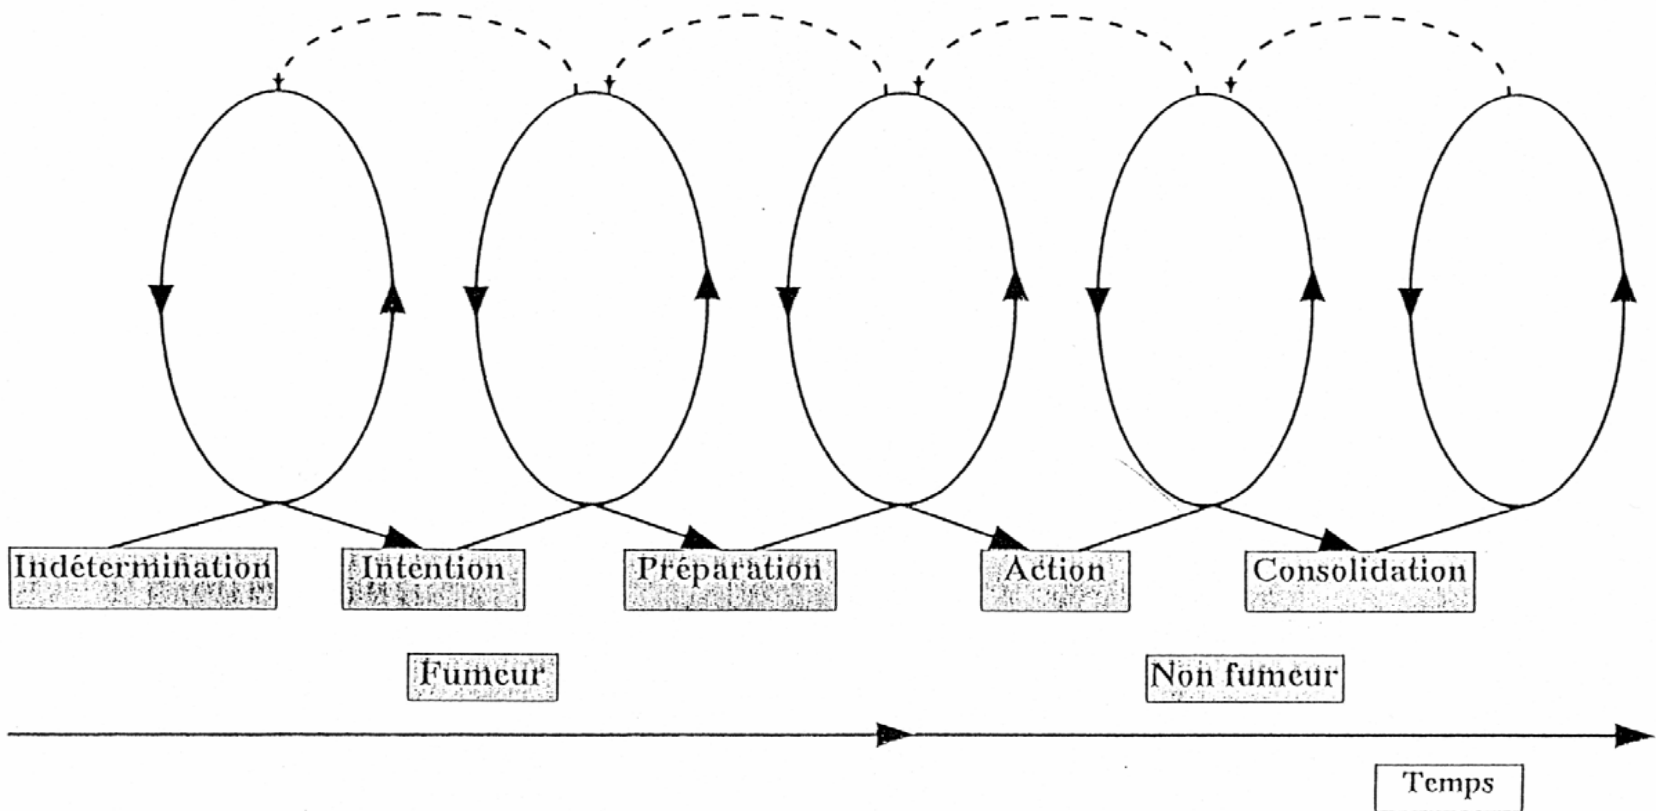 Indétermination
Intention
Préparation
Action
Consolidation
Fumeur
Non fumeur
Temps